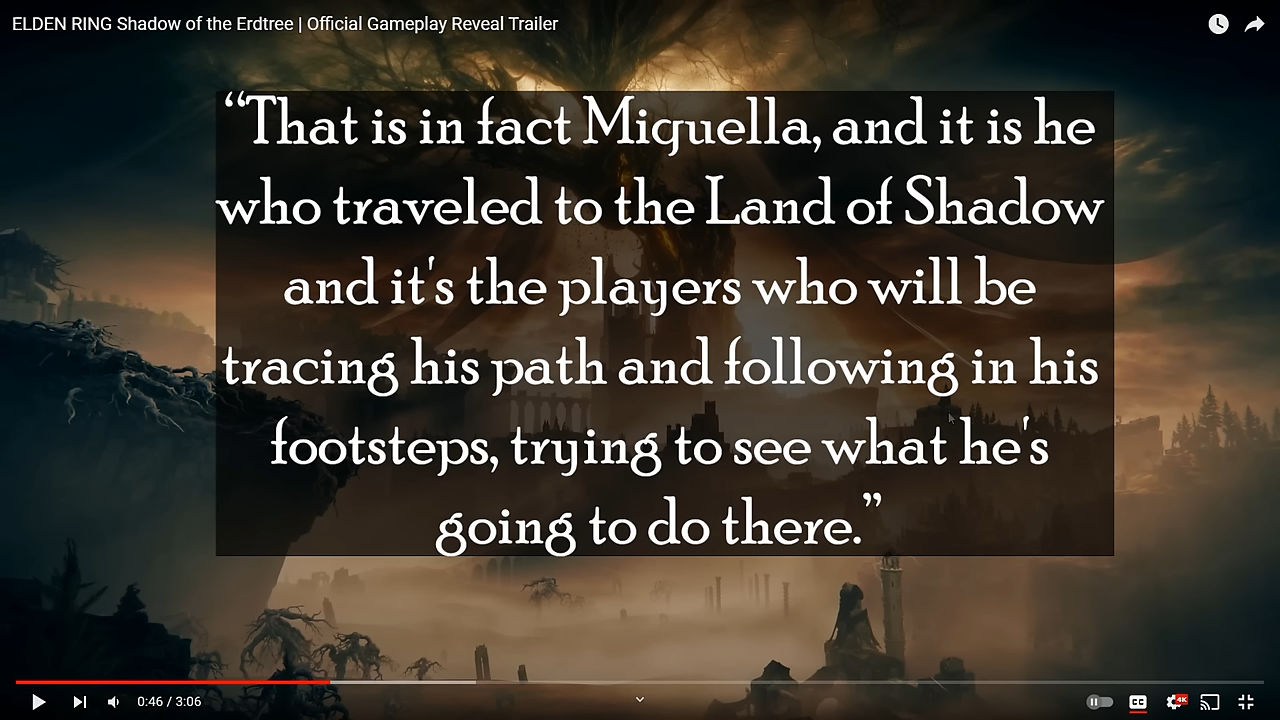 ELDEN RING Shadow of the Erdtree | Official Gameplay Reveal Trailer
“That is in fact Miquella, and it is he
who traveled to the Land of Shadow
and it's the players who will be
tracing his path and following in his
footsteps, trying to see what he's
going to do there.”
0:46 / 3:06
CC
4K